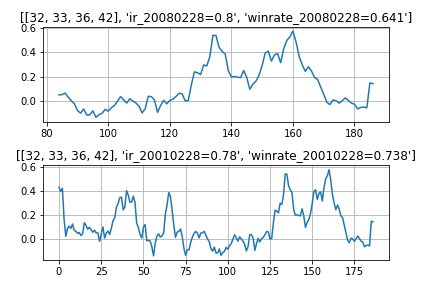 [[32, 33, 36, 42], 'ir_20080228=0.8', 'winrate_20080228=0.641']
0.6
0.4
0.2
0.0
80 100 120 140 160 180
[[32, 33, 36, 42], 'ir_20010228=0.78', 'winrate_20010228=0.738']
0.6
0.4
0.2
0.0
0 25 50 75 100 125 150 175